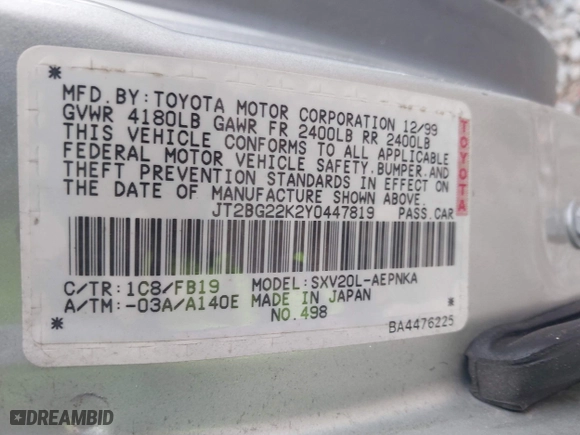 MFD. BY: TOYOTA MOTOR CORPORATION 12/99
GVWR 4180LB GAWR FR 2400LB RR 2400LB
THIS VEHICLE CONFORMS TO ALL APPLICABLE
FEDERAL MOTOR VEHICLE SAFETY, BUMPER, AND
THEFT PREVENTION STANDARDS IN EFFECT ON
THE DATE OF MANUFACTURE SHOWN ABOVE.
JT2BG22K2Y0447819 PASS. CAR
TOYOTA
C/TR: 1C8/FB19 MODEL: SXV20L-AEPNKA
A/TM: -03A/A140E MADE IN JAPAN
NO. 498
BA4476225
DREAMBID